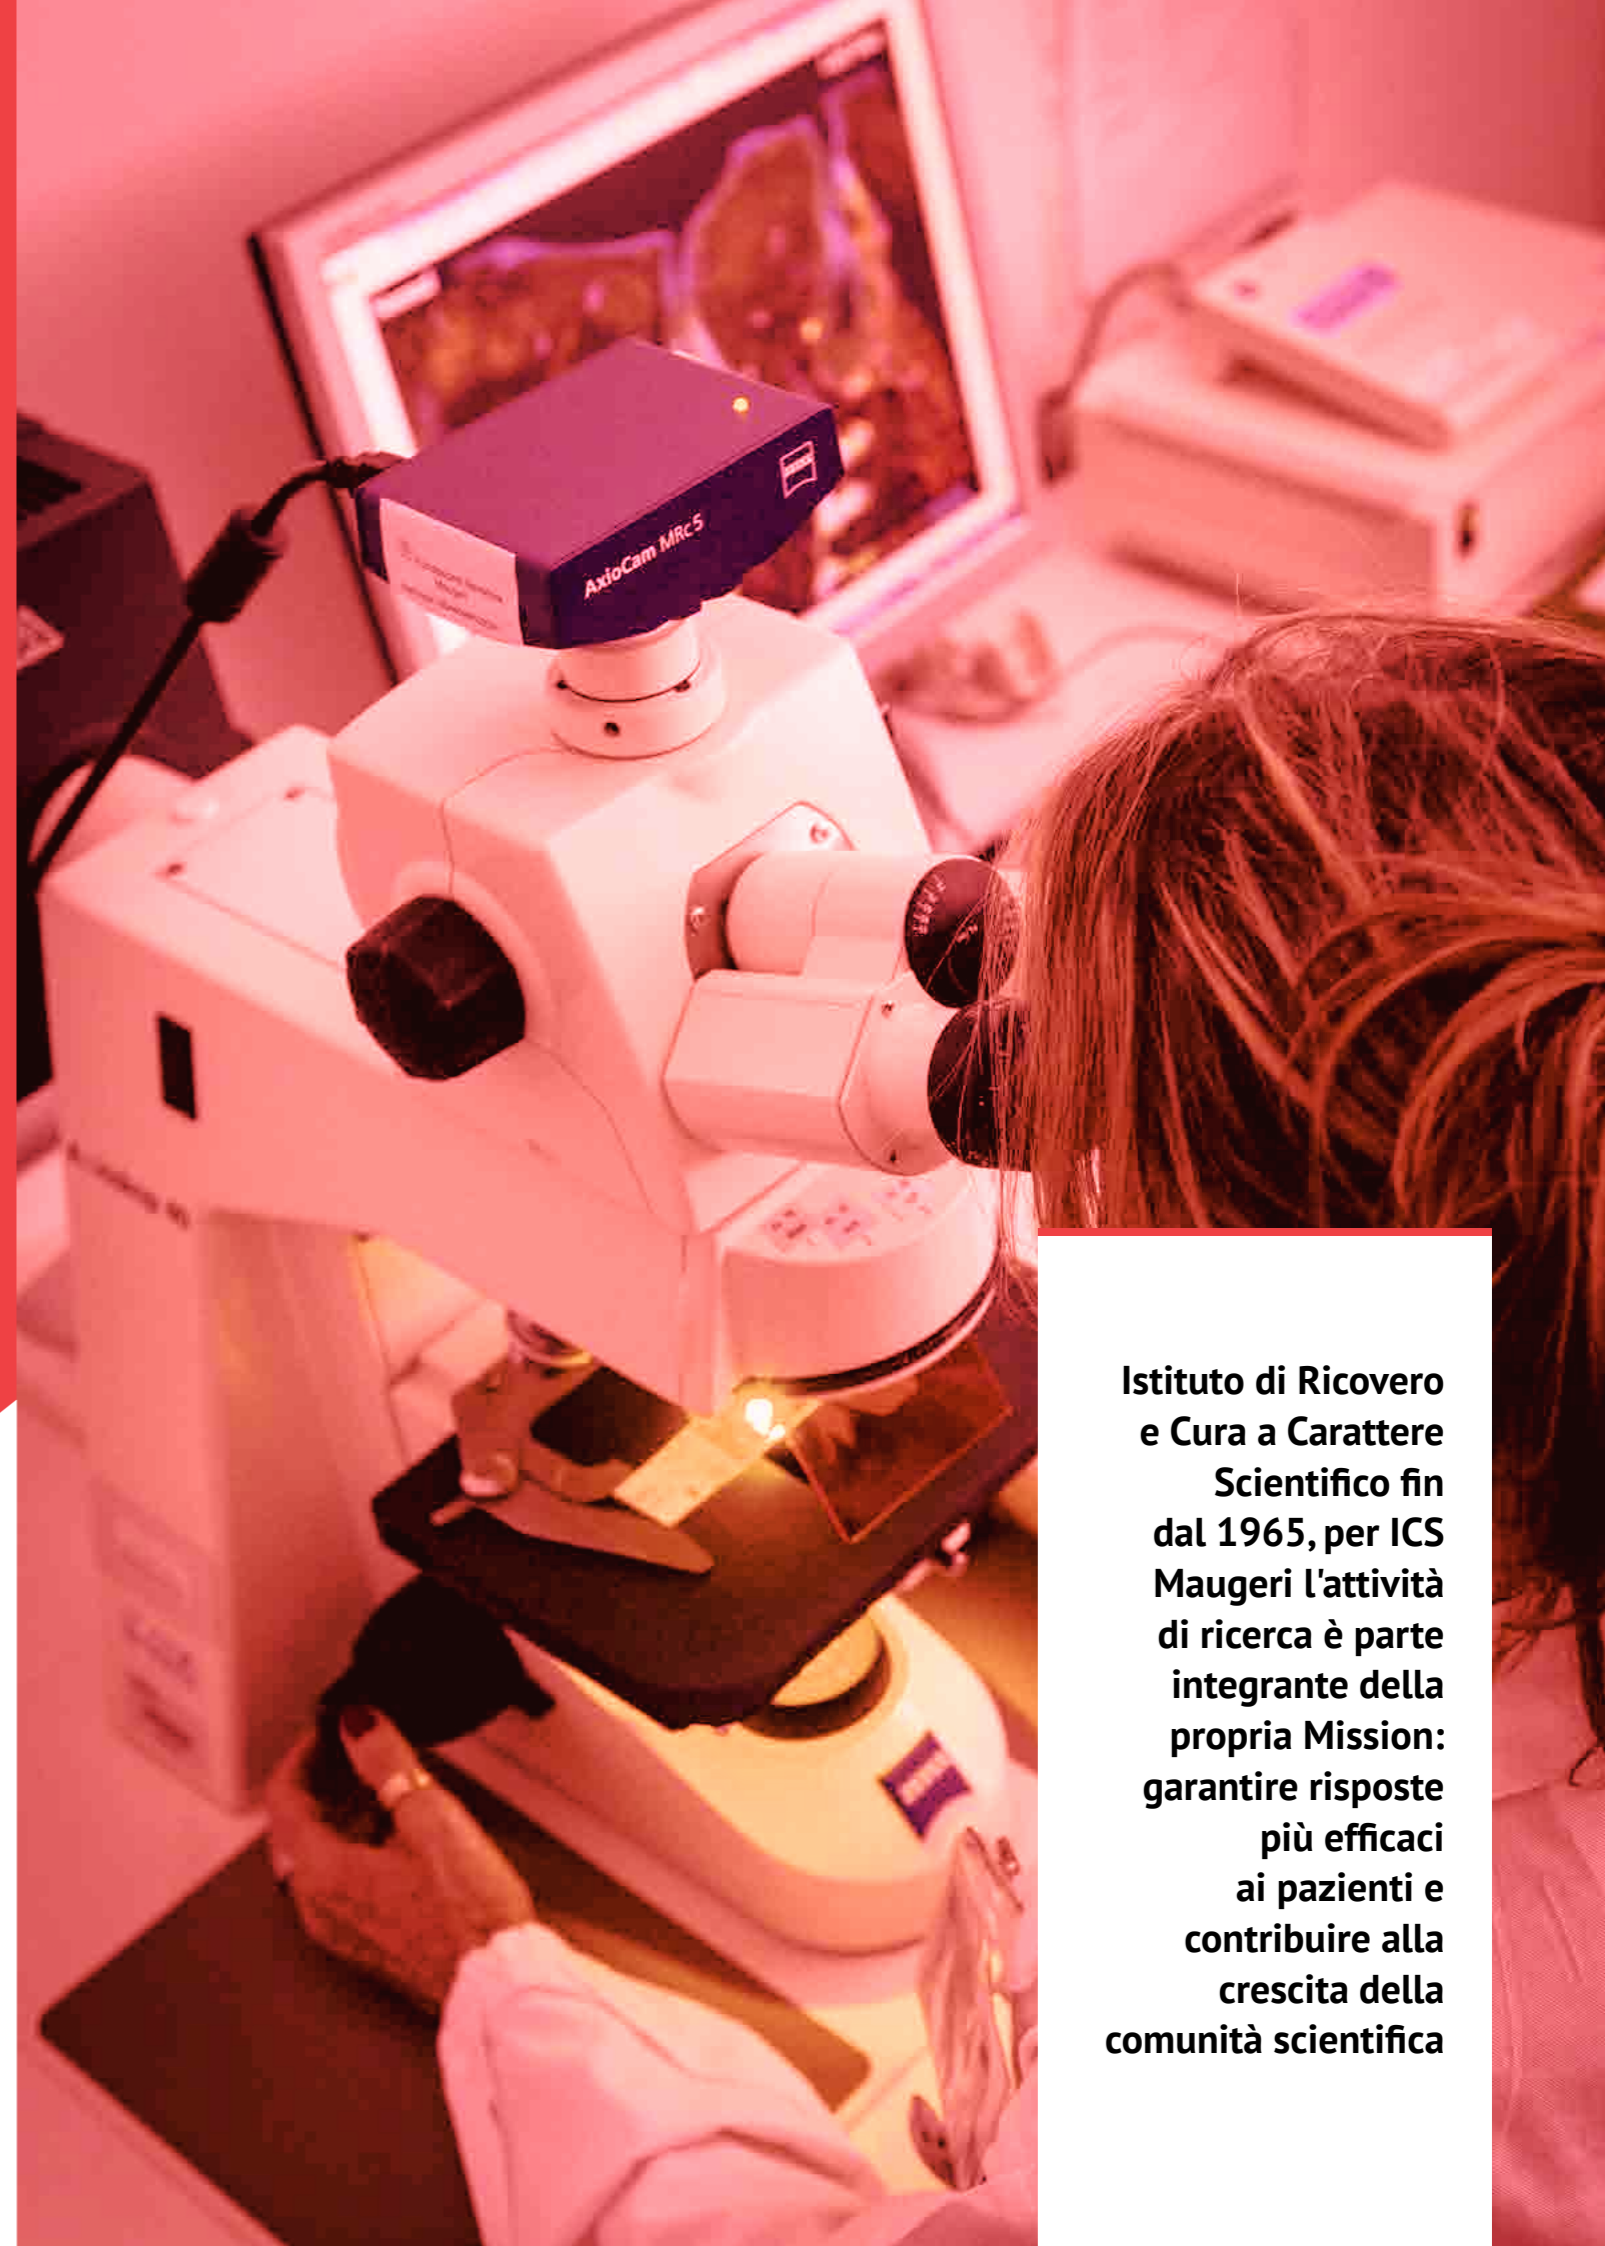 AxioCam MRc5
Istituto di Ricovero
e Cura a Carattere
Scientifico fin
dal 1965, per ICS
Maugeri l'attività
di ricerca è parte
integrante della
propria Mission:
garantire risposte
più efficaci
ai pazienti e
contribuire alla
crescita della
comunità scientifica